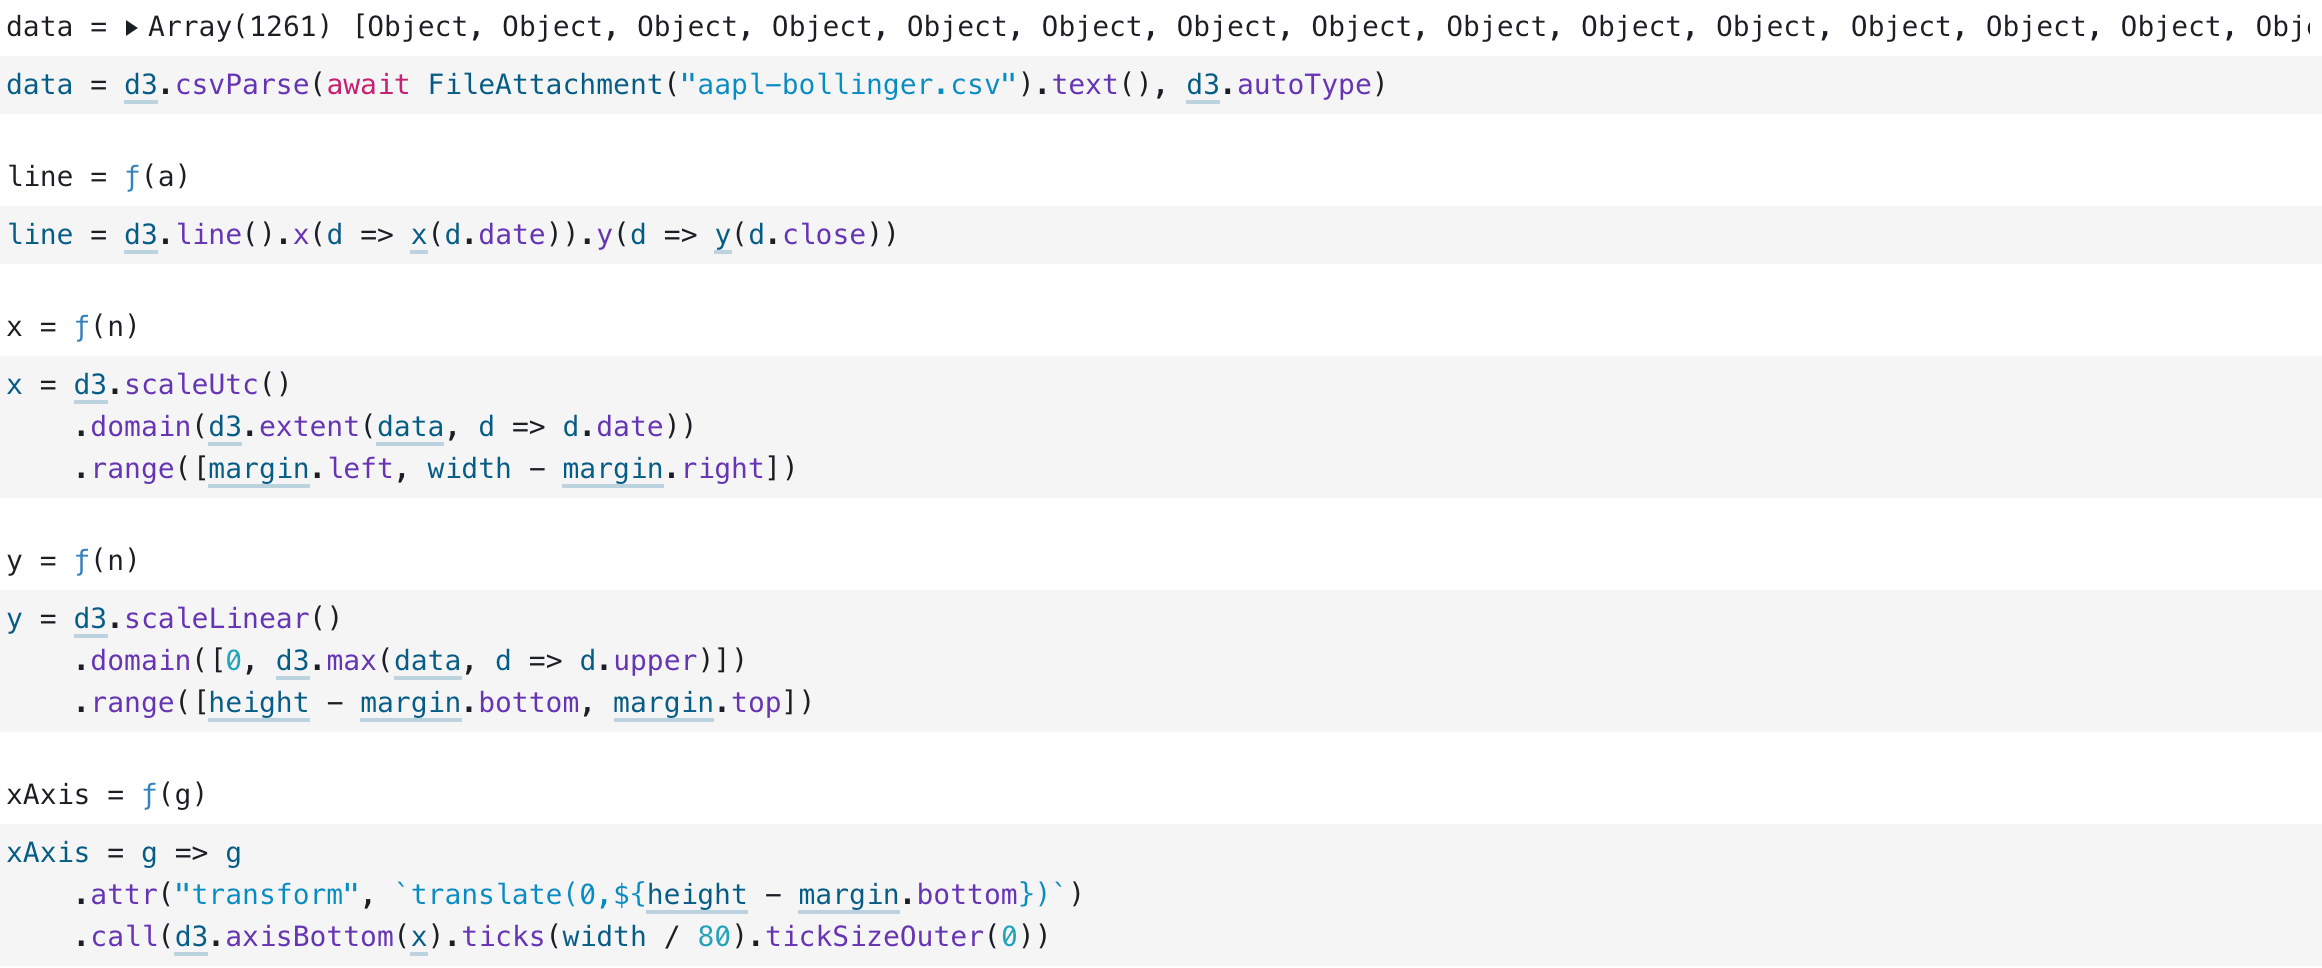 data = ▸Array(1261) [Object, Object, Object, Object, Object, Object, Object, Object, Object, Object, Object, Object, Object, Object, Obj
data = d3.csvParse(await FileAttachment("aapl-bollinger.csv").text(), d3.autoType)
line = ƒ(a)
line = d3.line().x(d => x(d.date)).y(d => y(d.close))
x = ƒ(n)
x = d3.scaleUtc()
    .domain(d3.extent(data, d => d.date))
    .range([margin.left, width - margin.right])
y = ƒ(n)
y = d3.scaleLinear()
    .domain([0, d3.max(data, d => d.upper)])
    .range([height - margin.bottom, margin.top])
xAxis = ƒ(g)
xAxis = g => g
    .attr("transform", `translate(0,${height - margin.bottom})`)
    .call(d3.axisBottom(x).ticks(width / 80).tickSizeOuter(0))